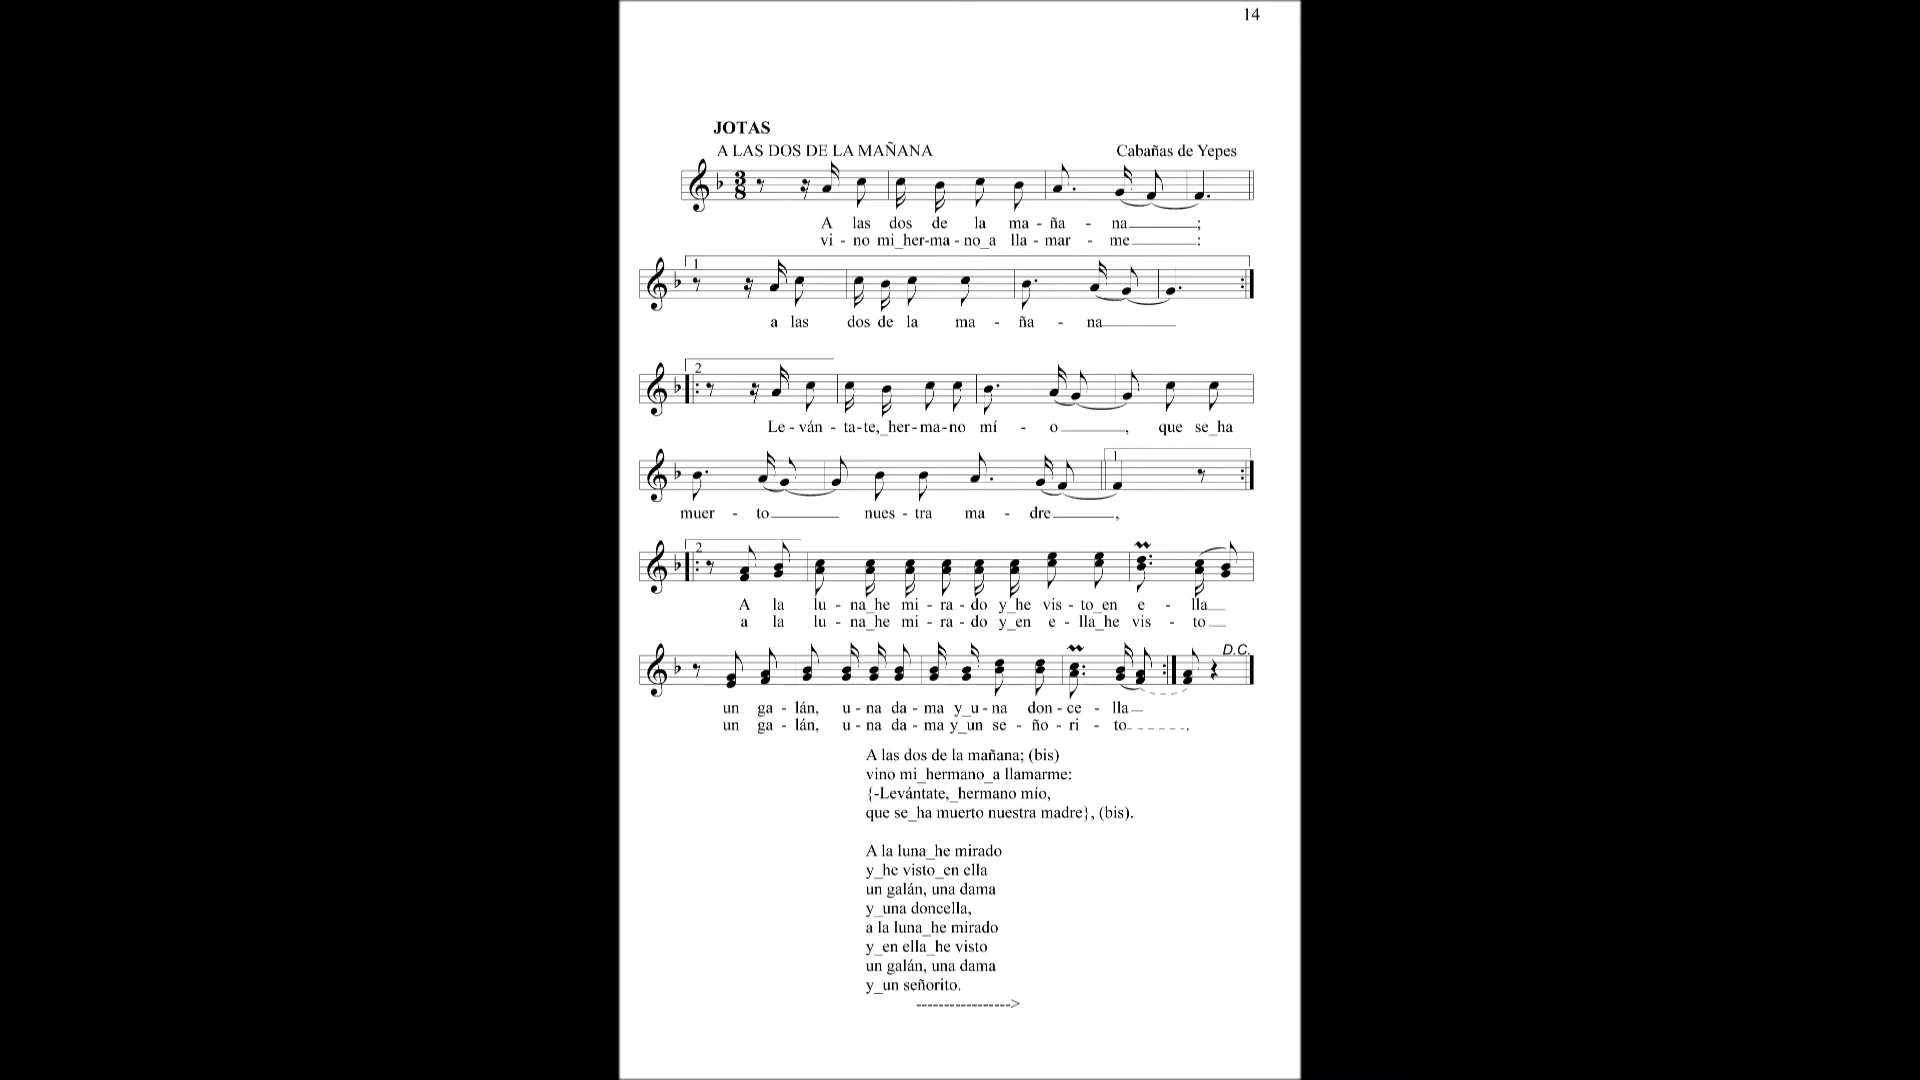 14
JOTAS
A LAS DOS DE LA MAÑANA
Cabañas de Yepes
A las dos de la ma - ña - na ;
vi - no mi_her-ma - no_a lla - mar - me :
1
a las dos de la ma - ña - na
2
Le - ván - ta-te,_her-ma-no mí - o , que se_ha
1
muer - to nues - tra ma - dre ,
2
A la lu - na_he mi - ra - do y_he vis - to_en e - lla
a la lu - na_he mi - ra - do y_en e - lla_he vis - to
D.C.
un ga - lán, u - na da - ma y_u - na don - ce - lla
un ga - lán, u - na da - ma y_un se - ño - ri - to .
A las dos de la mañana; (bis)
vino mi_hermano_a llamarme:
{-Levántate,_hermano mío,
que se_ha muerto nuestra madre}, (bis).
A la luna_he mirado
y_he visto_en ella
un galán, una dama
y_una doncella,
a la luna_he mirado
y_en ella_he visto
un galán, una dama
y_un señorito.
----------------->